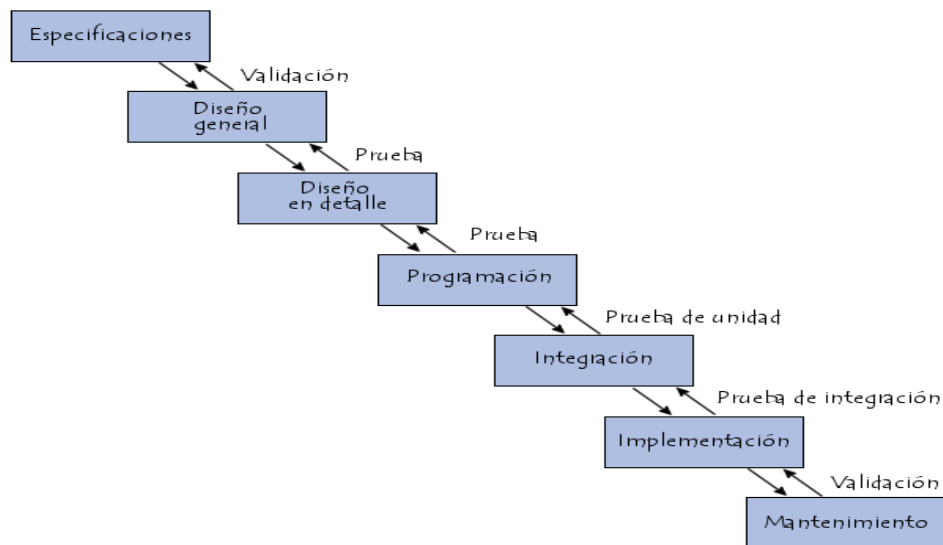 Especificaciones
Validación
Diseño
general
Prueba
Diseño
en detalle
Prueba
Programación
Prueba de unidad
Integración
Prueba de integración
Implementación
Validación
Mantenimiento